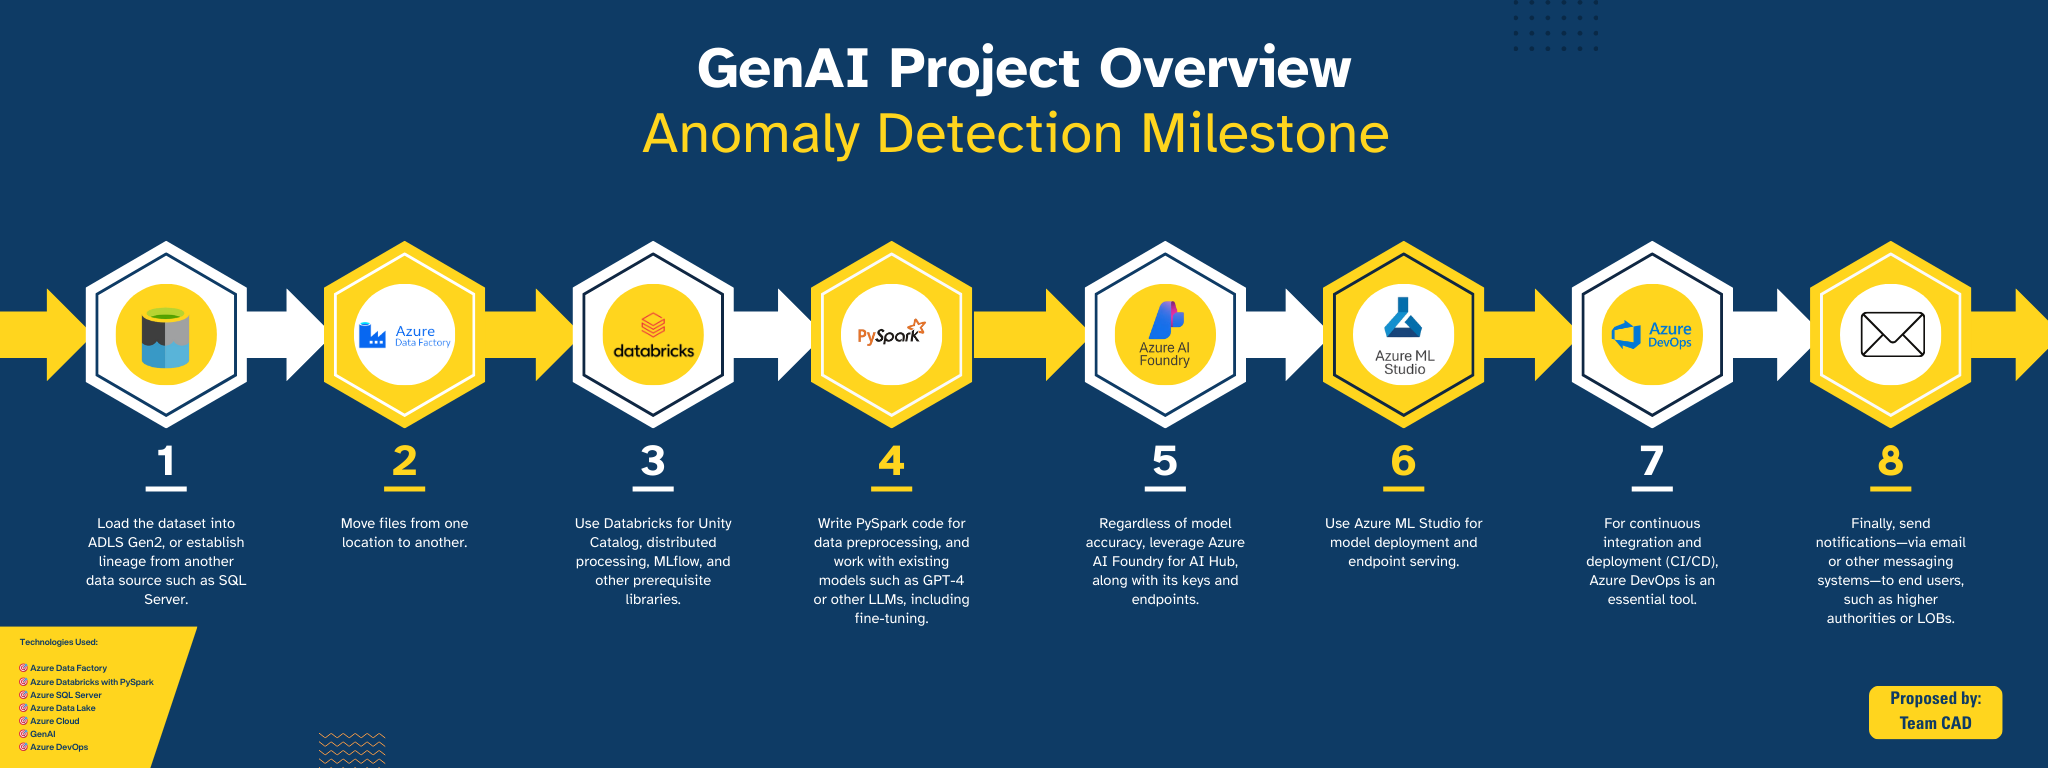 GenAI Project Overview
Anomaly Detection Milestone
Azure
Data Factory
databricks
PySpark
Azure AI
Foundry
Azure ML
Studio
Azure
DevOps
1
Load the dataset into
ADLS Gen2, or establish
lineage from another
data source such as SQL
Server.
2
Move files from one
location to another.
3
Use Databricks for Unity
Catalog, distributed
processing, MLflow, and
other prerequisite
libraries.
4
Write PySpark code for
data preprocessing, and
work with existing
models such as GPT-4
or other LLMs, including
fine-tuning.
5
Regardless of model
accuracy, leverage Azure
AI Foundry for AI Hub,
along with its keys and
endpoints.
6
Use Azure ML Studio for
model deployment and
endpoint serving.
7
For continuous
integration and
deployment (CI/CD),
Azure DevOps is an
essential tool.
8
Finally, send
notifications—via email
or other messaging
systems—to end users,
such as higher
authorities or LOBs.
Technologies Used:
🎯 Azure Data Factory
🎯 Azure Databricks with PySpark
🎯 Azure SQL Server
🎯 Azure Data Lake
🎯 Azure Cloud
🎯 GenAI
🎯 Azure DevOps
Proposed by:
Team CAD